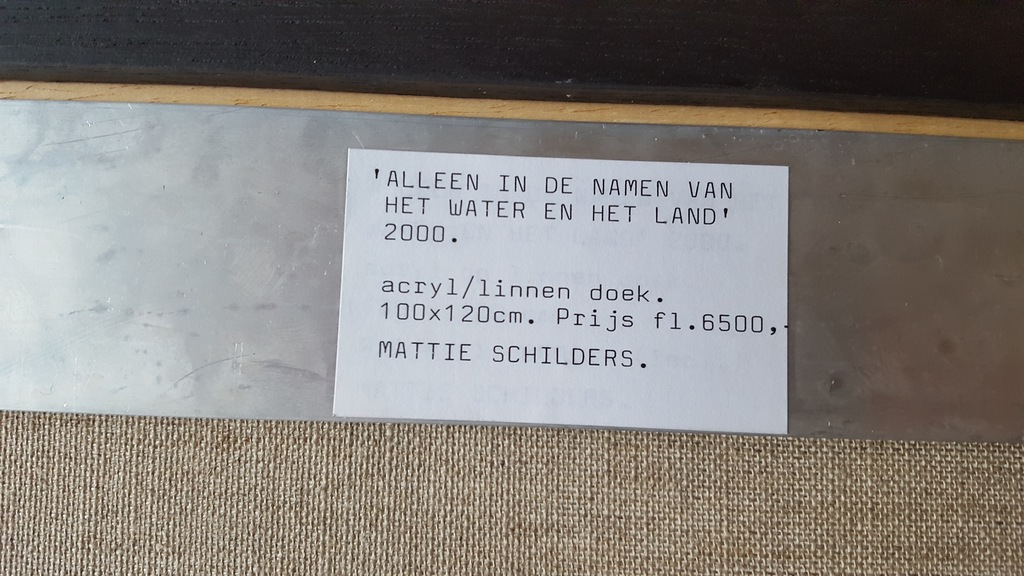 'ALLEEN IN DE NAMEN VAN
HET WATER EN HET LAND'
2000.
acryl/linnen doek.
100x120cm. Prijs fl.6500,-
MATTIE SCHILDERS.